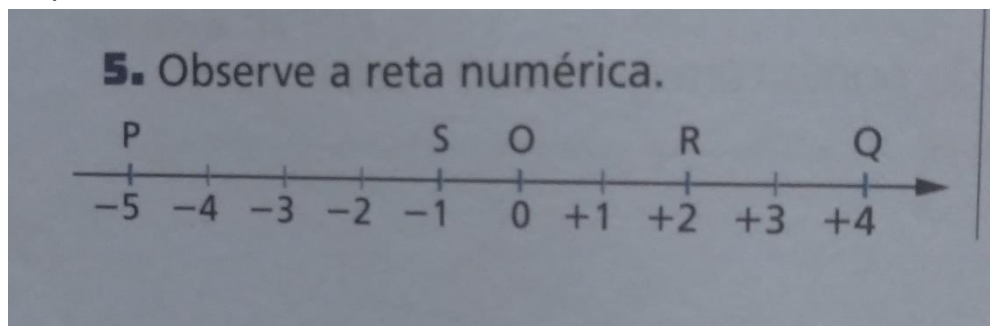 5. Observe a reta numérica.
P S O R Q
−5 −4 −3 −2 −1 0 +1 +2 +3 +4